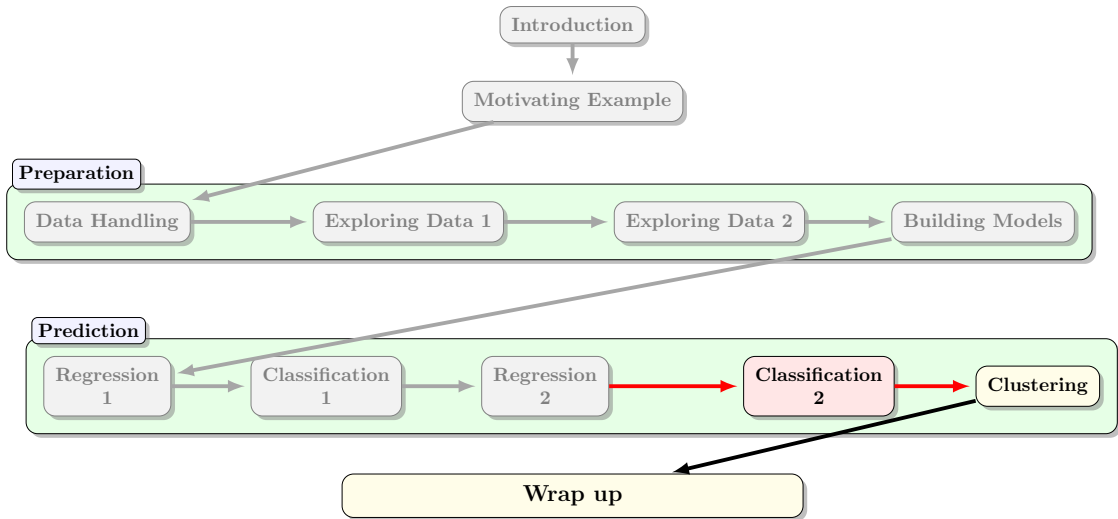 Introduction
Motivating Example
Preparation
Data Handling
Exploring Data 1
Exploring Data 2
Building Models
Prediction
Regression
1
Classification
1
Regression
2
Classification
2
Clustering
Wrap up